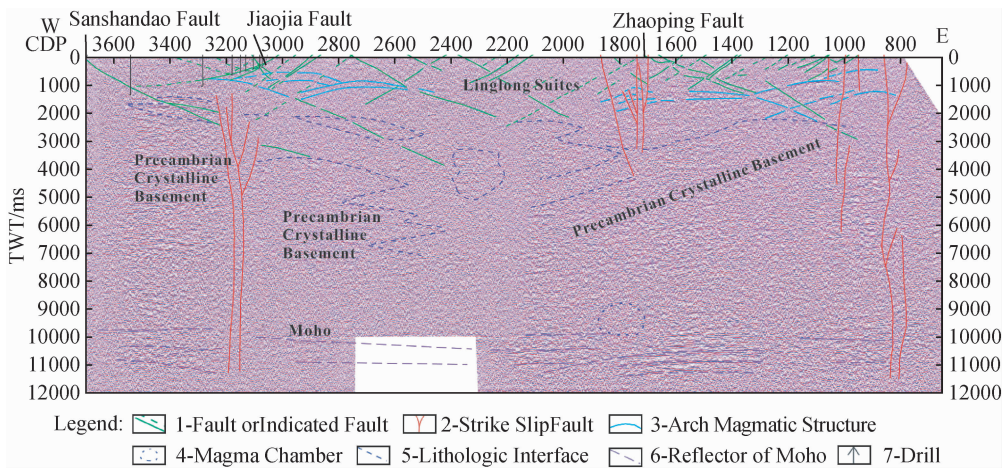 W Sanshandao Fault Jiaojia Fault Zhaoping Fault E
CDP 3600 3400 3200 3000 2800 2600 2400 2200 2000 1800 1600 1400 1200 1000 800
0 0
1000 Linglong Suites 1000
2000 2000
3000 3000
4000 Precambrian 4000
Crystalline
5000 Basement 5000
Precambrian Crystalline Basement
6000 Precambrian 6000
Crystalline
7000 Basement 7000
TWT/ms
8000 8000
9000 9000
10000 Moho 10000
11000 11000
12000 12000
Legend: 1-Fault orIndicated Fault 2-Strike SlipFault 3-Arch Magmatic Structure
4-Magma Chamber 5-Lithologic Interface 6-Reflector of Moho 7-Drill